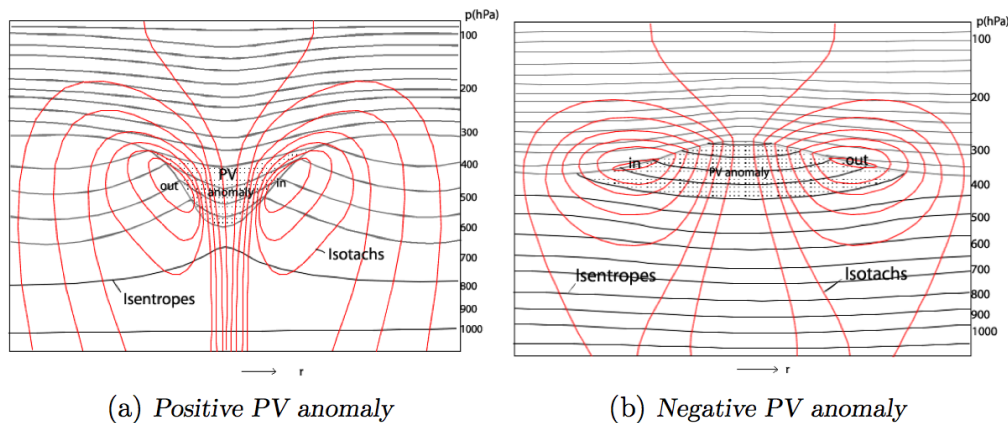 p(hPa)
100
200
300
400
500
600
700
800
900
1000
out
PV
anomaly
in
Isotachs
Isentropes
r
(a) Positive PV anomaly
p(hPa)
100
200
300
400
500
600
700
800
900
1000
in
PV anomaly
out
Isentropes
Isotachs
r
(b) Negative PV anomaly